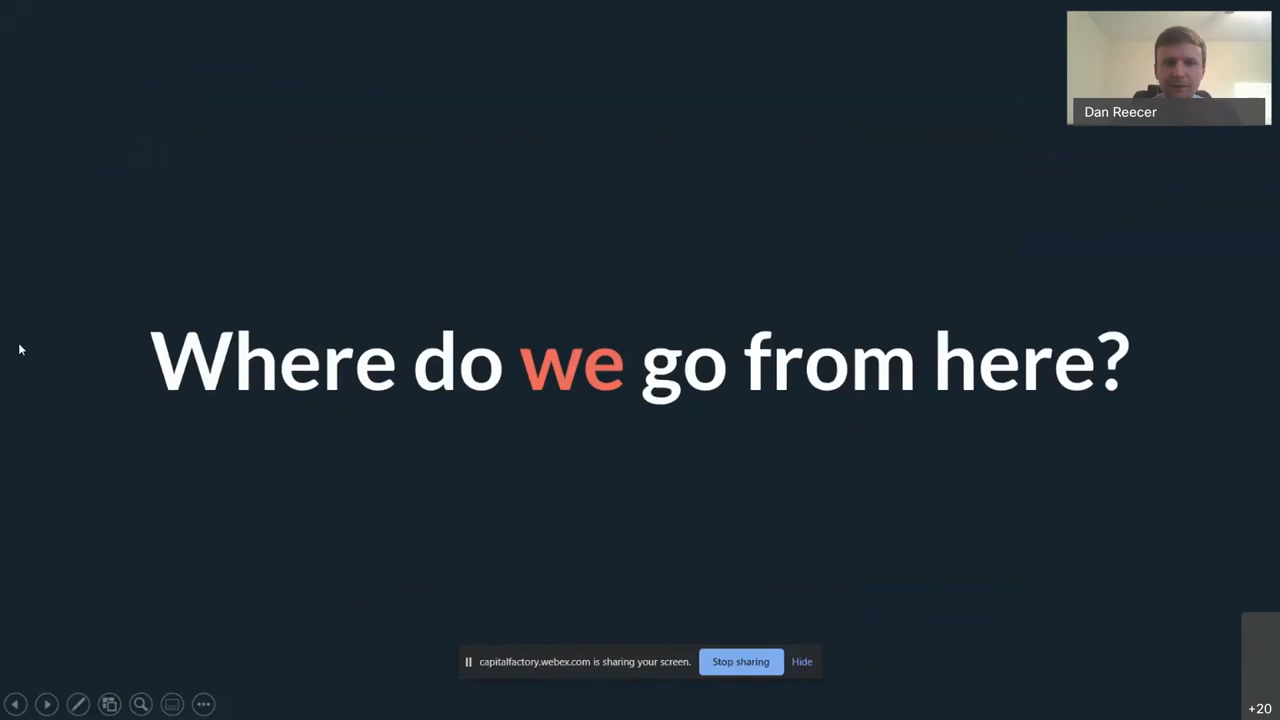 Dan Reecer
Where do we go from here?
capitalfactory.webex.com is sharing your screen. Stop sharing Hide
+20